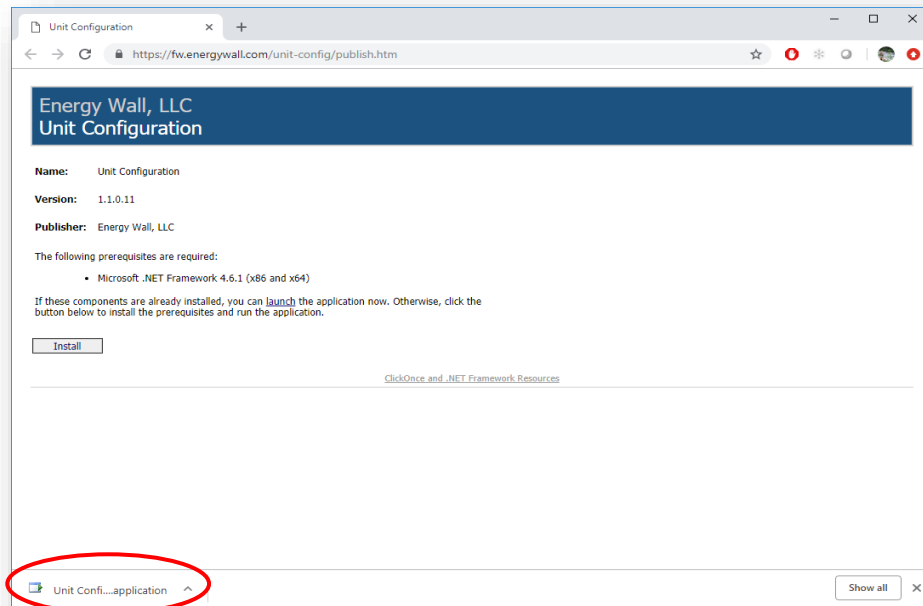 Unit Configuration
https://fw.energywall.com/unit-config/publish.htm
Energy Wall, LLC
Unit Configuration
Name: Unit Configuration
Version: 1.1.0.11
Publisher: Energy Wall, LLC
The following prerequisites are required:
• Microsoft .NET Framework 4.6.1 (x86 and x64)
If these components are already installed, you can launch the application now. Otherwise, click the
button below to install the prerequisites and run the application.
Install
ClickOnce and .NET Framework Resources
Unit Confi....application
Show all